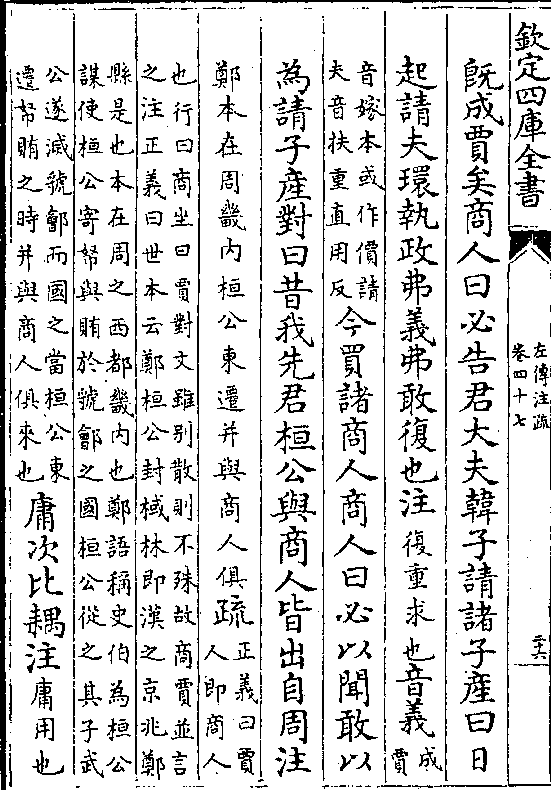 欽定四庫全書
左傳注疏
卷四十七
二十六
既成賈矣商人曰必告君大夫韓子請諸子產曰日
起請夫環執政弗義弗敢復也注復重求也音義成賈
音嫁本或作價請夫音扶重直用反今買諸商人商人曰必以聞敢以
為請子產對曰昔我先君桓公與商人皆出自周注
鄭本在周畿內桓公東遷并與商人俱疏正義曰賈人即商人
也行曰商坐曰賈對文雖別散則不殊故商賈並言
之注正義曰世本云鄭桓公封棫林即漢之京兆鄭
縣是也本在周之西都畿內也鄭語稱史伯為桓公
謀使桓公寄帑與賄於虢鄶之國桓公從之其子武
公遂滅虢鄶而國之當桓公東
遷帑賄之時并與商人俱來也庸次比耦注庸用也